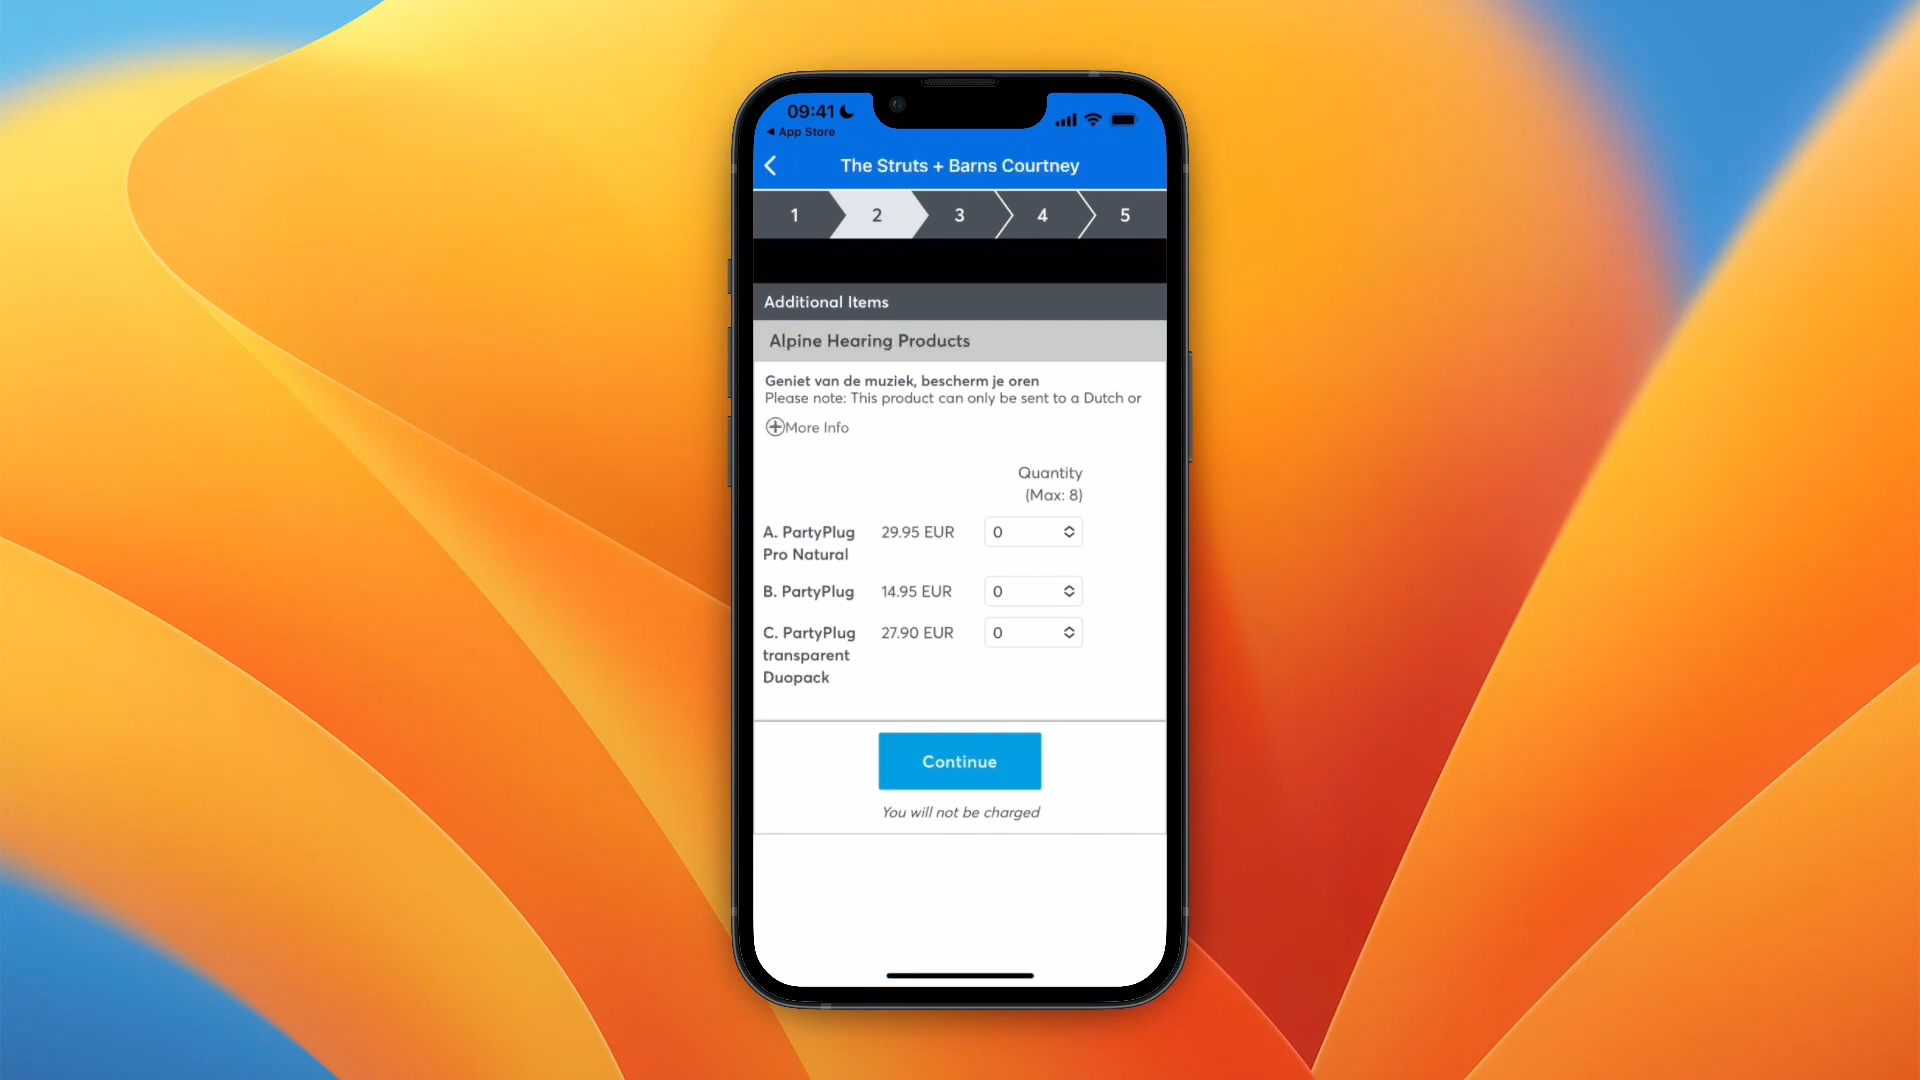 09:41
◀ App Store
The Struts + Barns Courtney
1 2 3 4 5
Additional Items
Alpine Hearing Products
Geniet van de muziek, bescherm je oren
Please note: This product can only be sent to a Dutch or
More Info
Quantity
(Max: 8)
A. PartyPlug 29.95 EUR 0
Pro Natural
B. PartyPlug 14.95 EUR 0
C. PartyPlug 27.90 EUR 0
transparent
Duopack
Continue
You will not be charged